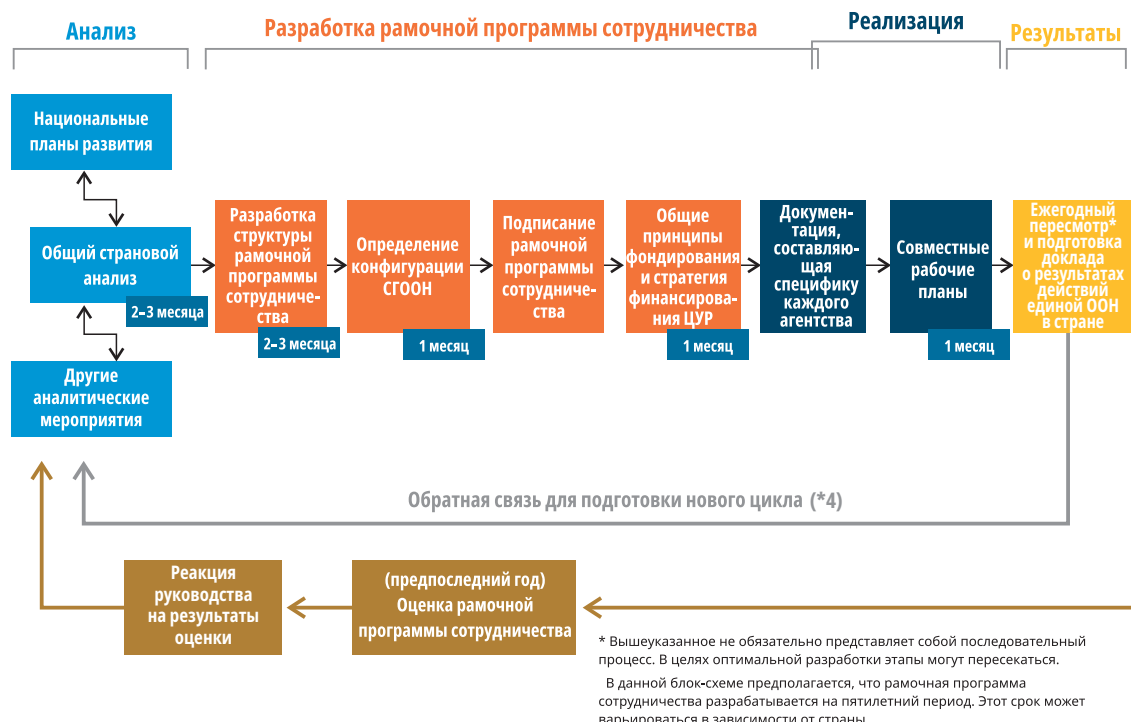 Анализ
Разработка рамочной программы сотрудничества
Реализация
Результаты
Национальные
планы развития
Общий страновой
анализ
2–3 месяца
Другие
аналитические
мероприятия
Разработка
структуры
рамочной
программы
сотрудниче-
ства
2–3 месяца
Определение
конфигурации
СГООН
1 месяц
Подписание
рамочной
программы
сотрудниче-
ства
Общие
принципы
фондирования
и стратегия
финансирова-
ния ЦУР
1 месяц
Докумен-
тация,
составляю-
щая
специфику
каждого
агентства
Совместные
рабочие
планы
1 месяц
Ежегодный
пересмотр*
и подготовка
доклада
о результатах
действий
единой ООН
в стране
Обратная связь для подготовки нового цикла (*4)
Реакция
руководства
на результаты
оценки
(предпоследний год)
Оценка рамочной
программы сотрудничества
* Вышеуказанное не обязательно представляет собой последовательный
процесс. В целях оптимальной разработки этапы могут пересекаться.
В данной блок-схеме предполагается, что рамочная программа
сотрудничества разрабатывается на пятилетний период. Этот срок может
варьироваться в зависимости от страны